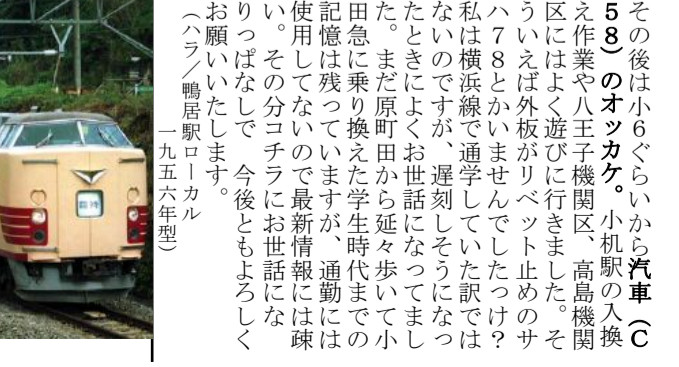 その後は小6ぐらいから汽車（C
58）のオッカケ。小机駅の入換
え作業や八王子機関区、高島機関
区にはよく遊びに行きました。そ
ういえば外板がリベット止めのサ
ハ78とかいませんでしたっけ？
私は横浜線で通学していた訳では
ないのですが、遅刻しそうになっ
たときによくお世話になってまし
た。まだ原町田から延々歩いて小
田急に乗り換えた学生時代までの
記憶は残っていますが、通勤には
使用してないので最新情報には疎
い。その分コチラにお世話にな
りっぱなしで　今後ともよろしく
お願いいたします。
（ハラ／鴨居駅ローカル
一九五六年型）
臨時